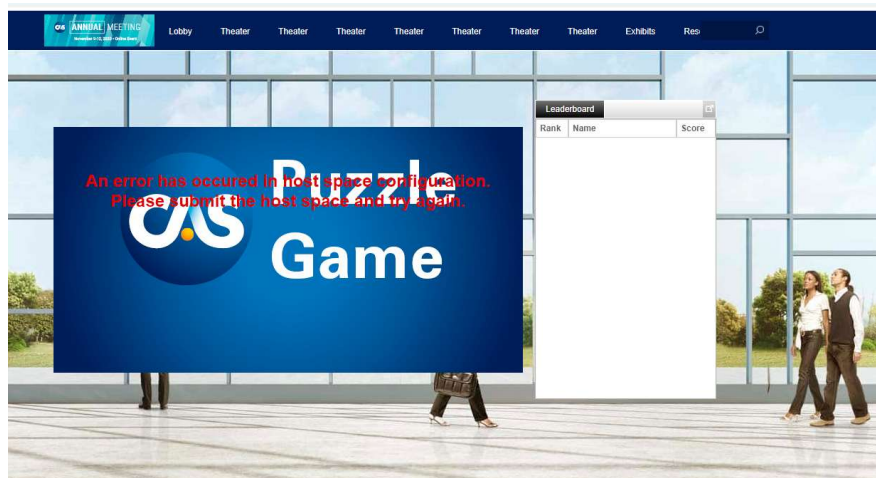 CAS ANNUAL MEETING
Lobby Theater Theater Theater Theater Theater Theater Theater Exhibits Res
Leaderboard
Rank Name Score
Puzzle
An error has occured in host space configuration.
Please submit the host space and try again.
CAS
Game